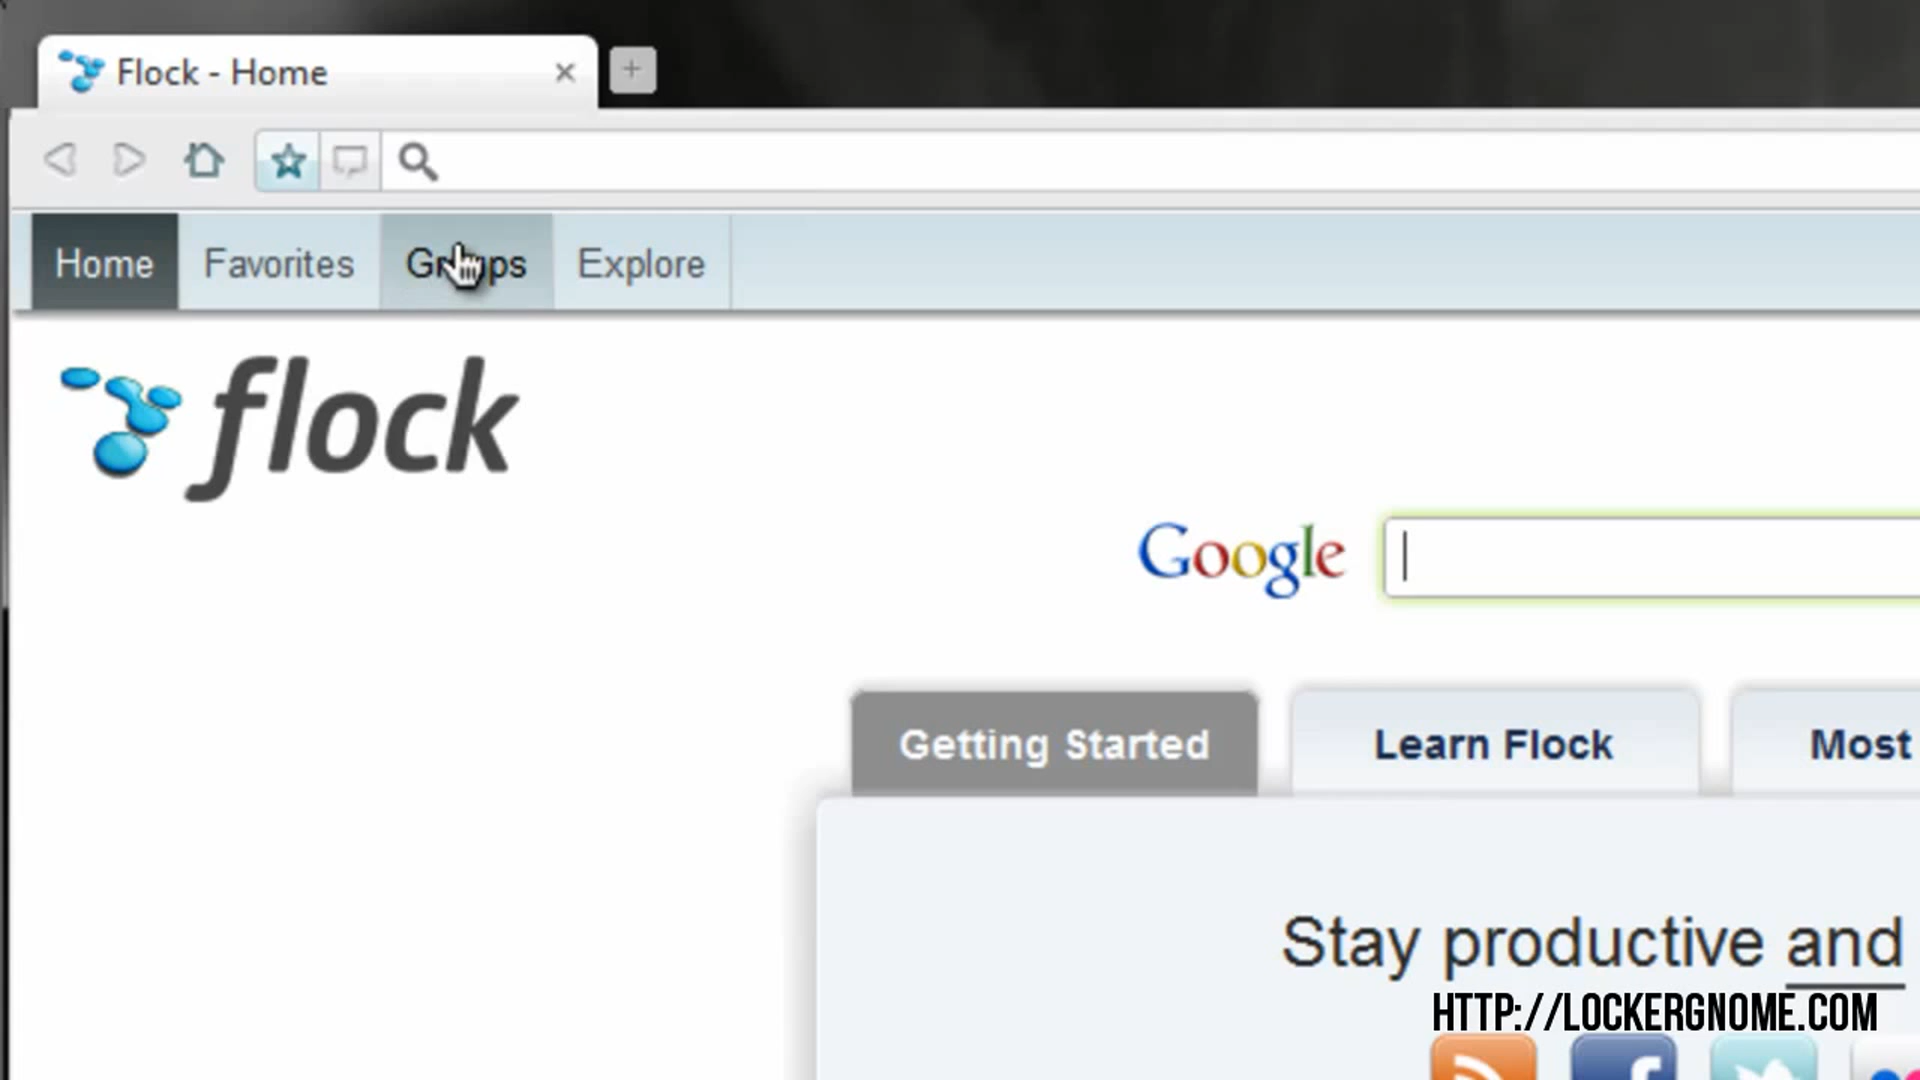 Flock - Home
Home Favorites Groups Explore
flock
Google
Getting Started Learn Flock Most
Stay productive and
HTTP://LOCKERGNOME.COM